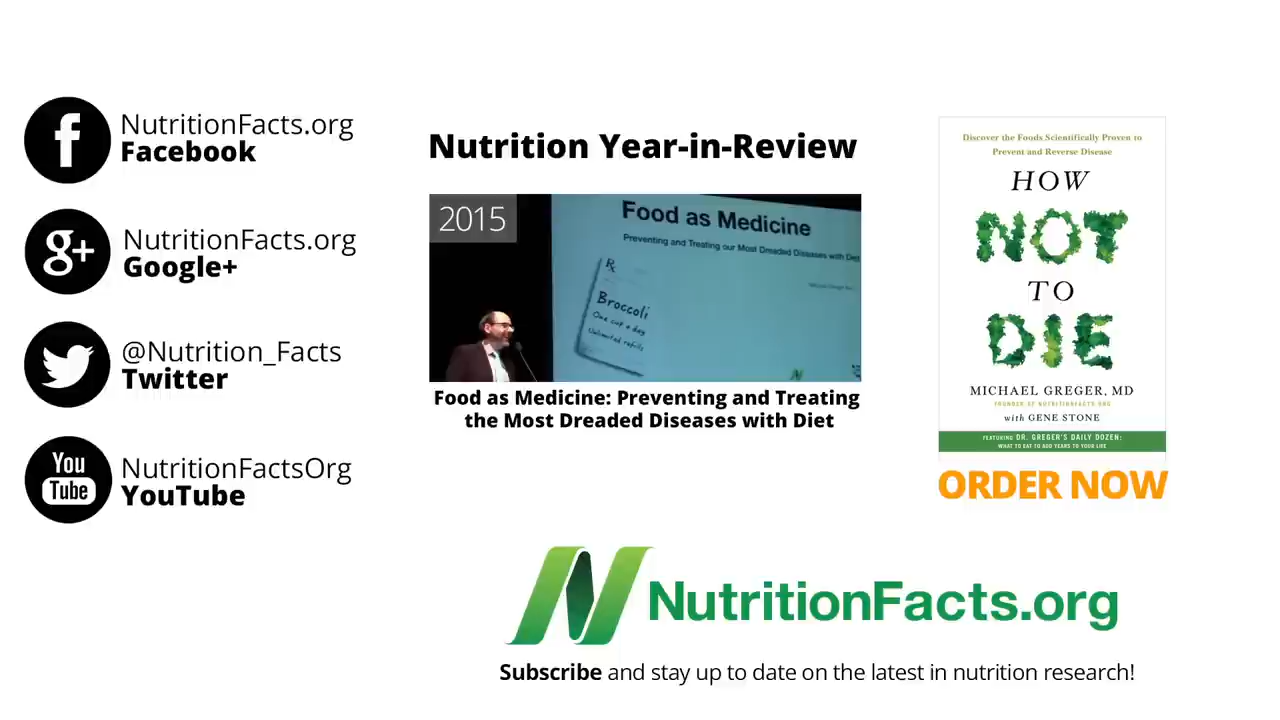 NutritionFacts.org
Facebook
g+
NutritionFacts.org
Google+
@Nutrition_Facts
Twitter
You
Tube
NutritionFactsOrg
YouTube
Nutrition Year-in-Review
2015
Food as Medicine
Preventing and Treating our Most Dreaded Diseases with Diet
Broccoli
One cup a day
Unlimited refills
Food as Medicine: Preventing and Treating
the Most Dreaded Diseases with Diet
Discover the Foods Scientifically Proven to
Prevent and Reverse Disease
HOW
NOT
TO
DIE
MICHAEL GREGER, MD
FOUNDER OF NUTRITIONFACTS.ORG
with GENE STONE
FEATURING DR. GREGER'S DAILY DOZEN:
WHAT TO EAT TO ADD YEARS TO YOUR LIFE
ORDER NOW
NutritionFacts.org
Subscribe and stay up to date on the latest in nutrition research!